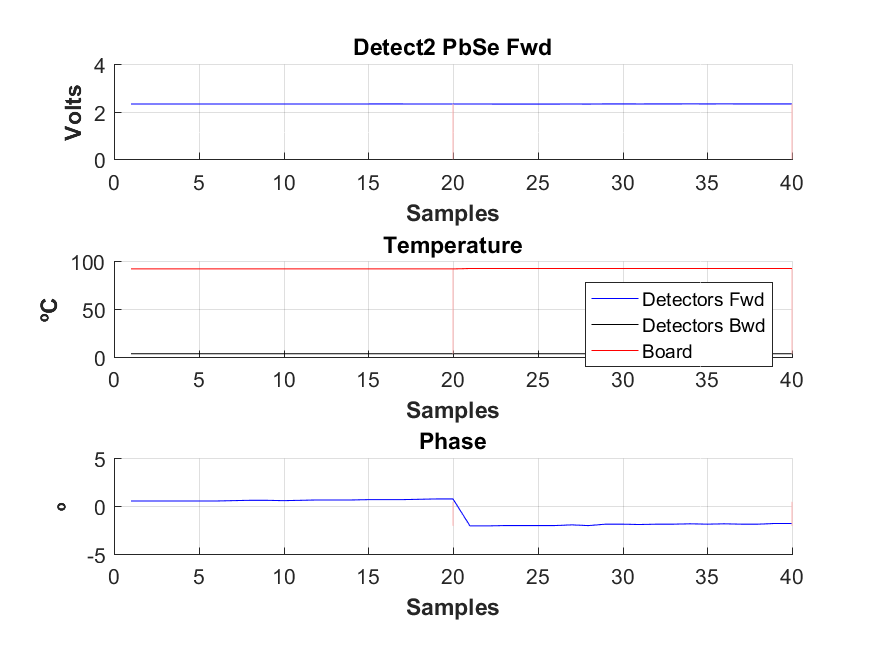 Detect2 PbSe Fwd
4
2
0
Volts
0 5 10 15 20 25 30 35 40
Samples
Temperature
100
50
0
ºC
Detectors Fwd
Detectors Bwd
Board
0 5 10 15 20 25 30 35 40
Samples
Phase
5
0
-5
º
0 5 10 15 20 25 30 35 40
Samples